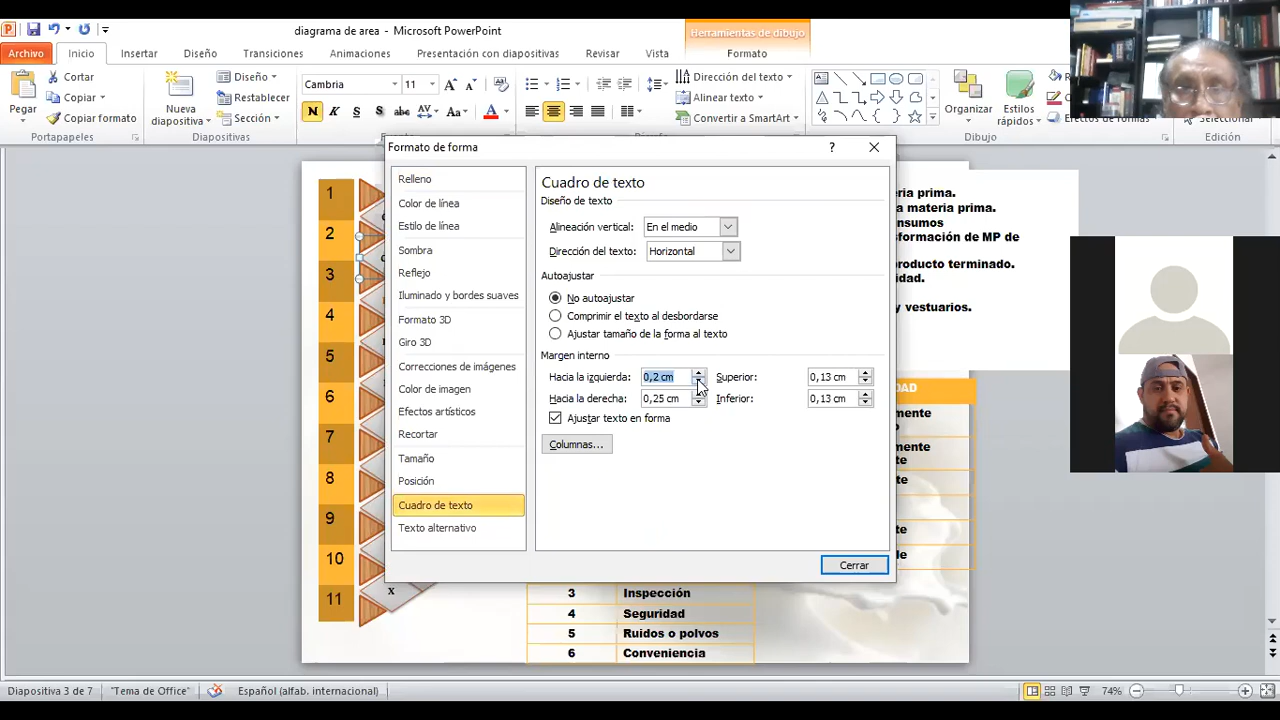 diagrama de area - Microsoft PowerPoint
Herramientas de dibujo
Archivo
Inicio
Insertar
Diseño
Transciones
Animaciones
Presentación con diapositivas
Revisar
Vista
Formato
Pegar
Cortar
Copiar
Copiar formato
Portapapeles
Nueva
diapositiva
Diseño
Restablecer
Sección
Diapositivas
Cambria
11
Dirección del texto
Alinear texto
Convertir a SmartArt
Organizar
Estilos
rápidos
Dibujo
Efectos de formas
Seleccionar
Edición
Formato de forma
?
Relleno
Color de línea
Estilo de línea
Sombra
Reflejo
Iluminado y bordes suaves
Formato 3D
Giro 3D
Correcciones de imágenes
Color de imagen
Efectos artísticos
Recortar
Tamaño
Posición
Cuadro de texto
Texto alternativo
Cuadro de texto
Diseño de texto
Alineación vertical: En el medio
Dirección del texto: Horizontal
Autoajustar
No autoajustar
Comprimir el texto al desbordarse
Ajustar tamaño de la forma al texto
Margen interno
Hacia la izquierda: 0,2 cm Superior: 0,13 cm
Hacia la derecha: 0,25 cm Inferior: 0,13 cm
Ajustar texto en forma
Columnas...
Cerrar
1
2
3
4
5
6
7
8
9
10
11
x
eria prima.
a materia prima.
nsumos
sformación de MP de
producto terminado.
idad.
y vestuarios.
DAD
mente
o
mente
te
te
te
de
3 Inspección
4 Seguridad
5 Ruidos o polvos
6 Conveniencia
Diapositiva 3 de 7
"Tema de Office"
Español (alfab. internacional)
74%